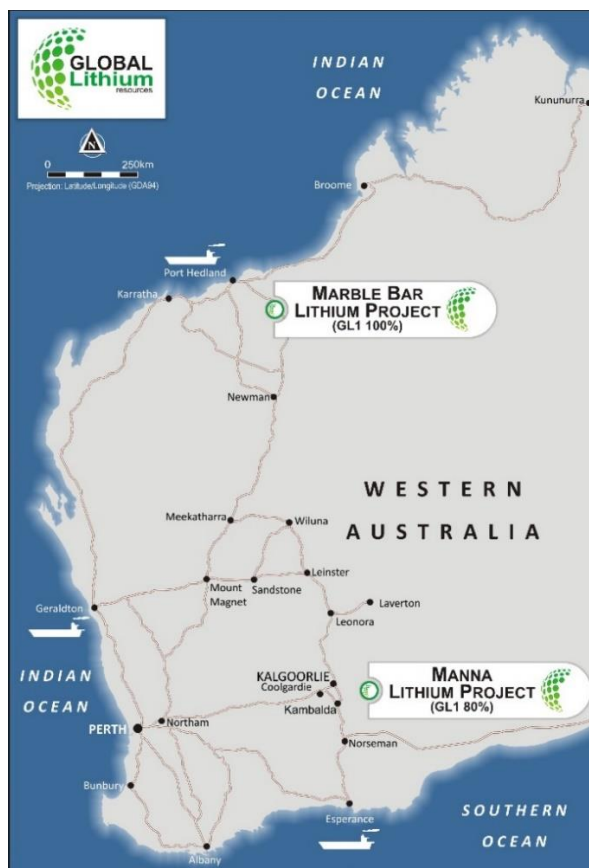 GLOBAL
Lithium
resources
INDIAN
OCEAN
Kununurra
N
0 250km
Projection: Latitude/Longitude (GDA94)
Broome
Port Hedland
Karratha
MARBLE BAR
LITHIUM PROJECT
(GL1 100%)
Newman
WESTERN
AUSTRALIA
Meekatharra
Wiluna
Leinster
Mount
Magnet
Sandstone
Laverton
Geraldton
Leonora
INDIAN
OCEAN
KALGOORLIE
Coolgardie
Kambalda
MANNA
LITHIUM PROJECT
(GL1 80%)
PERTH
Northam
Norseman
Bunbury
Esperance
SOUTHERN
OCEAN
Albany